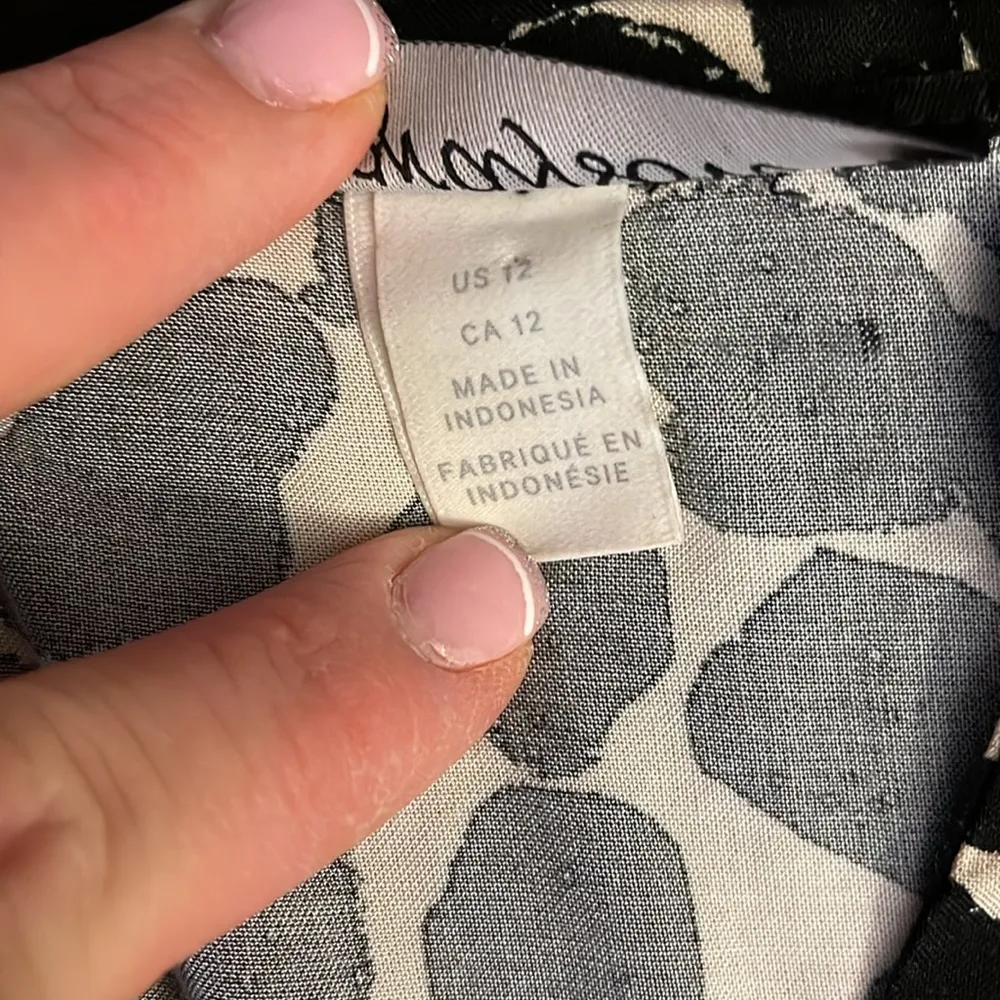 US 12
CA 12
MADE IN
INDONESIA
FABRIQUÉ EN
INDONÉSIE